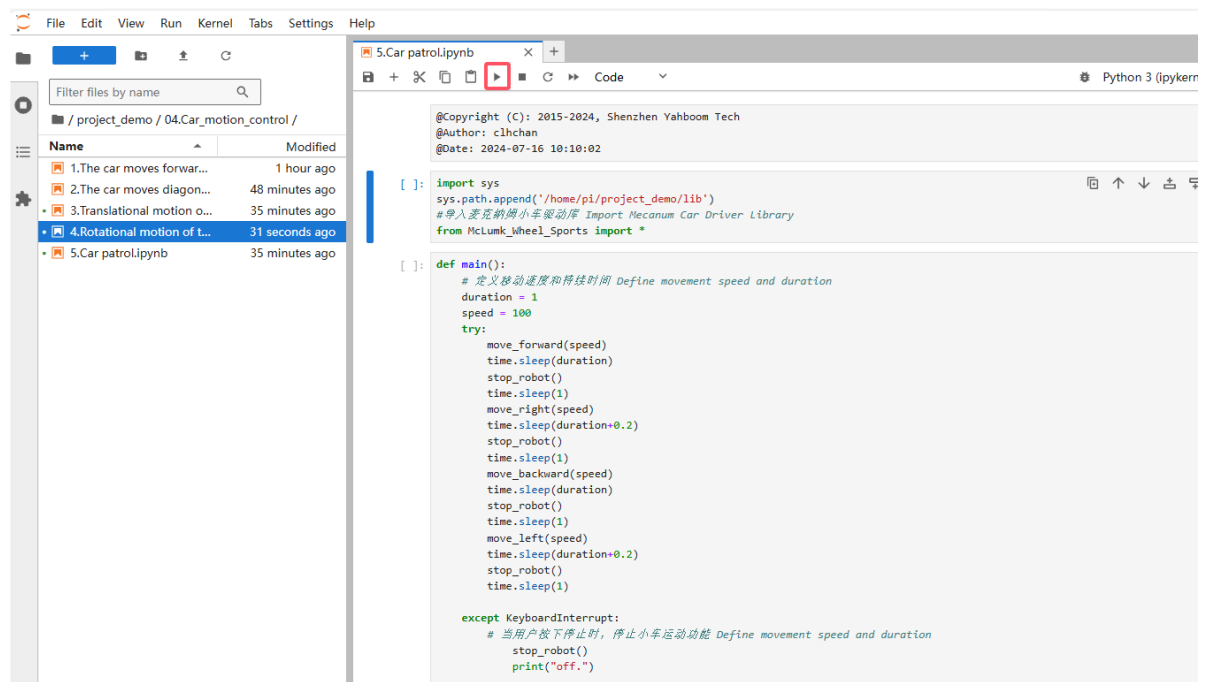 File Edit View Run Kernel Tabs Settings Help
5.Car patrol.ipynb
Code
Python 3 (ipykern
Filter files by name
/ project_demo / 04.Car_motion_control /
Name Modified
1.The car moves forwar... 1 hour ago
2.The car moves diagon... 48 minutes ago
3.Translational motion o... 35 minutes ago
4.Rotational motion of t... 31 seconds ago
5.Car patrol.ipynb 35 minutes ago
@Copyright (C): 2015-2024, Shenzhen Yahboom Tech
@Author: clhchan
@Date: 2024-07-16 10:10:02
[ ]: import sys
sys.path.append('/home/pi/project_demo/lib')
#导入麦克纳姆小车驱动库 Import Mecanum Car Driver Library
from McLumk_Wheel_Sports import *
[ ]: def main():
# 定义移动速度和持续时间 Define movement speed and duration
duration = 1
speed = 100
try:
move_forward(speed)
time.sleep(duration)
stop_robot()
time.sleep(1)
move_right(speed)
time.sleep(duration+0.2)
stop_robot()
time.sleep(1)
move_backward(speed)
time.sleep(duration)
stop_robot()
time.sleep(1)
move_left(speed)
time.sleep(duration+0.2)
stop_robot()
time.sleep(1)
except KeyboardInterrupt:
# 当用户按下停止时，停止小车运动功能 Define movement speed and duration
stop_robot()
print("off.")